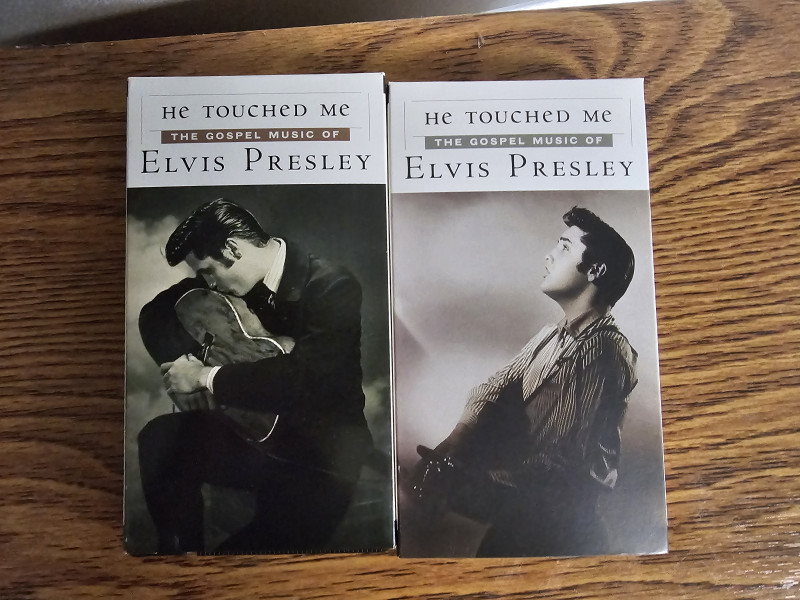 He TOUCHED Me
THE GOSPEL MUSIC OF
ELVIS PRESLEY
He TOUCHED Me
THE GOSPEL MUSIC OF
ELVIS PRESLEY